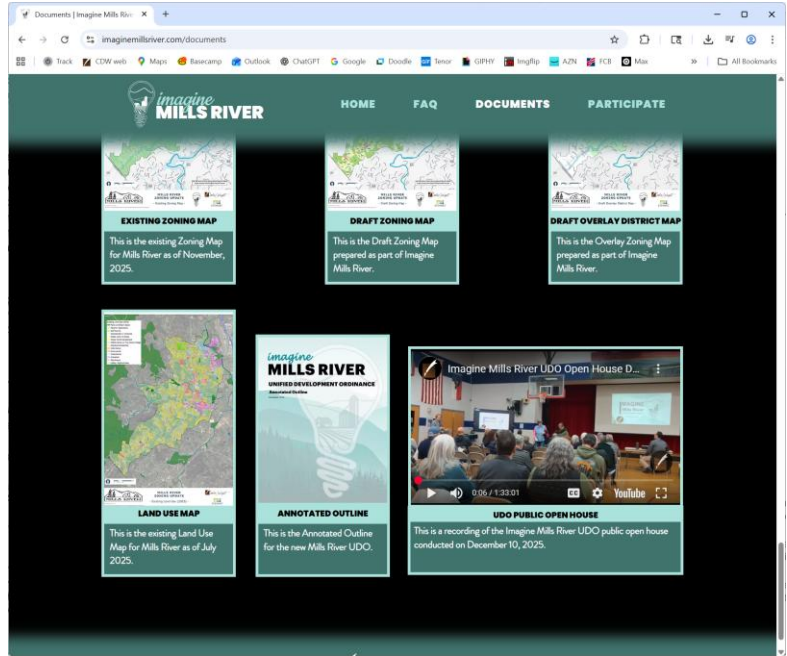 Documents | Imagine Mills Rive
imaginemillsriver.com/documents
Track CDW web Maps Basecamp Outlook ChatGPT Google Doodle Tenor GIPHY Imgflip AZN FCB Max All Bookmarks
imagine
MILLS RIVER
HOME FAQ DOCUMENTS PARTICIPATE
EXISTING ZONING MAP
This is the existing Zoning Map
for Mills River as of November,
2025.
DRAFT ZONING MAP
This is the Draft Zoning Map
prepared as part of Imagine
Mills River.
DRAFT OVERLAY DISTRICT MAP
This is the Overlay Zoning Map
prepared as part of Imagine
Mills River.
LAND USE MAP
This is the existing Land Use
Map for Mills River as of July
2025.
imagine
MILLS RIVER
UNIFIED DEVELOPMENT ORDINANCE
Annotated Outline
ANNOTATED OUTLINE
This is the Annotated Outline
for the new Mills River UDO.
Imagine Mills River UDO Open House D...
0:06 / 1:33:01
CC
YouTube
UDO PUBLIC OPEN HOUSE
This is a recording of the Imagine Mills River UDO public open house
conducted on December 10, 2025.